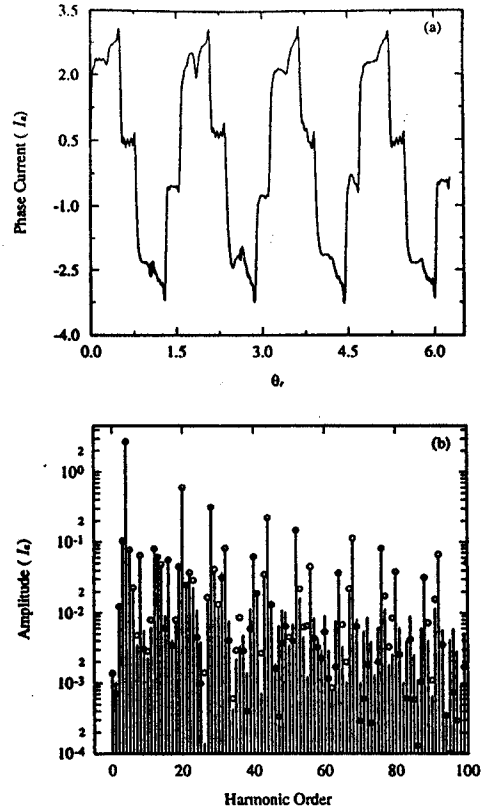 3.5
(a)
2.0
0.5
-1.0
-2.5
-4.0
Phase Current ( Iₐ)
0.0 1.5 3.0 4.5 6.0
θᵣ
(b)
2
10⁰
2
10⁻¹
2
10⁻²
2
10⁻³
2
10⁻⁴
Amplitude ( Iₐ)
0 20 40 60 80 100
Harmonic Order